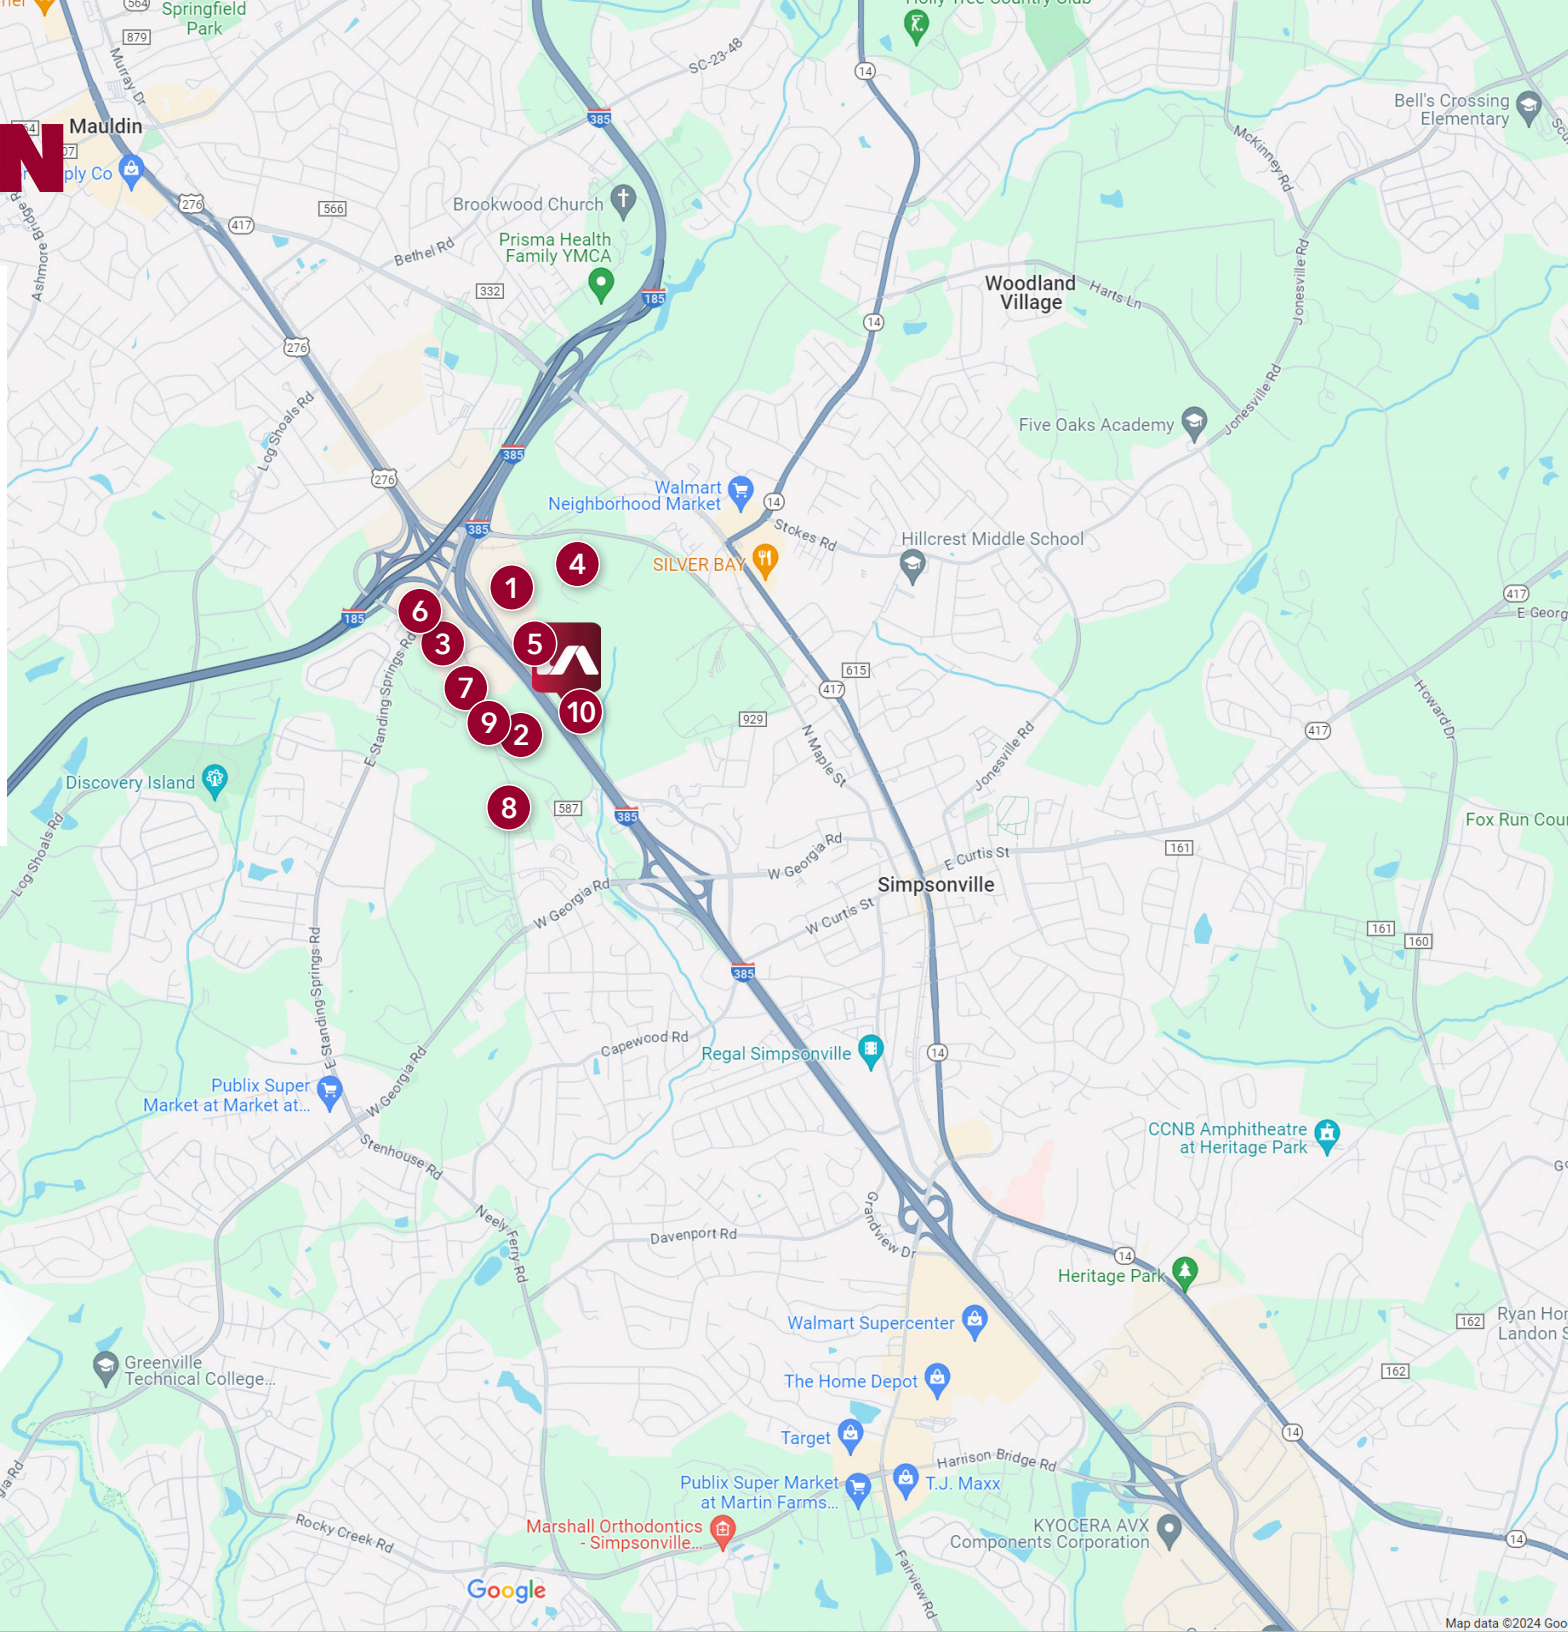 564
Springfield
Park
Holly Tree Country Club
879
Murray Dr
SC-23-48
14
385
Bell's Crossing
Elementary
Mauldin
N
McKinney Rd
276
417
566
Brookwood Church
Ashmore Bridge R
Bethel Rd
Prisma Health
Family YMCA
332
185
Woodland
Village
Harts Ln
Jonesville Rd
14
276
Log Shoals Rd
Five Oaks Academy
Jonesville Rd
385
276
Walmart
Neighborhood Market
14
385
Stokes Rd
Hillcrest Middle School
SILVER BAY
4
1
417
E Georg
6
185
3
5
E Standing Springs Rd
615
7
417
Howard Dr
10
9
2
929
N Maple St
417
Jonesville Rd
Discovery Island
8
587
385
Fox Run Cou
Log Shoals Rd
W Georgia Rd
E Curtis St
161
Simpsonville
W Georgia Rd
W Curtis St
161
160
E Standing Springs Rd
385
Capewood Rd
Regal Simpsonville
14
Publix Super
Market at Market at...
W Georgia Rd
CCNB Amphitheatre
at Heritage Park
Stenhouse Rd
Neely Ferry Rd
Grandview Dr
Davenport Rd
14
Heritage Park
Walmart Supercenter
162
Ryan Ho
Landon S
Greenville
Technical College...
The Home Depot
162
Target
14
Harrison Bridge Rd
Publix Super Market
at Martin Farms...
T.J. Maxx
Rocky Creek Rd
Marshall Orthodontics
- Simpsonville...
KYOCERA AVX
Components Corporation
14
Fairview Rd
Google
Map data ©2024 Goo